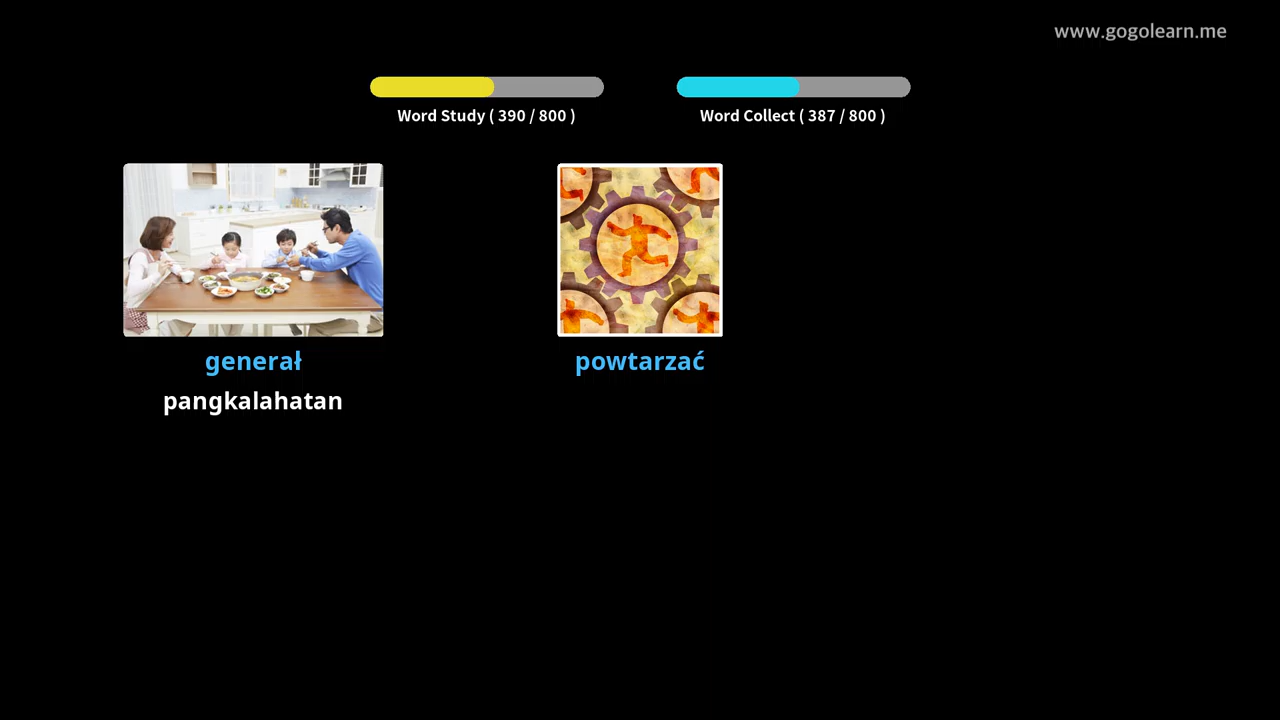 www.gogolearn.me
Word Study ( 390 / 800 )
Word Collect ( 387 / 800 )
generał
powtarzać
pangkalahatan